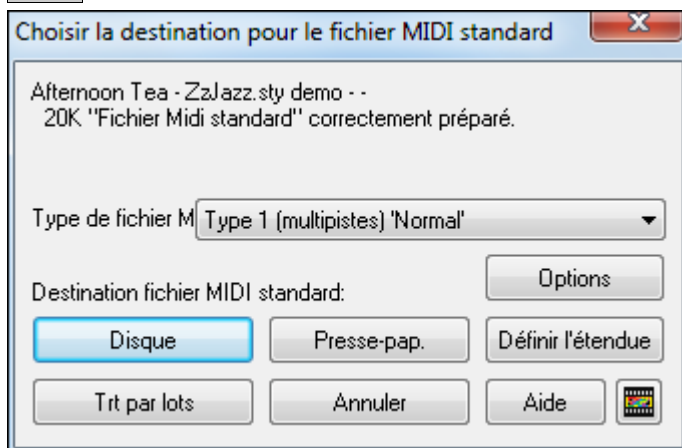 Choisir la destination pour le fichier MIDI standard
Afternoon Tea - ZzJazz.sty demo - -
20K "Fichier Midi standard" correctement préparé.
Type de fichier M Type 1 (multipistes) 'Normal'
Options
Destination fichier MIDI standard:
Disque Presse-pap. Définir l'étendue
Trt par lots Annuler Aide